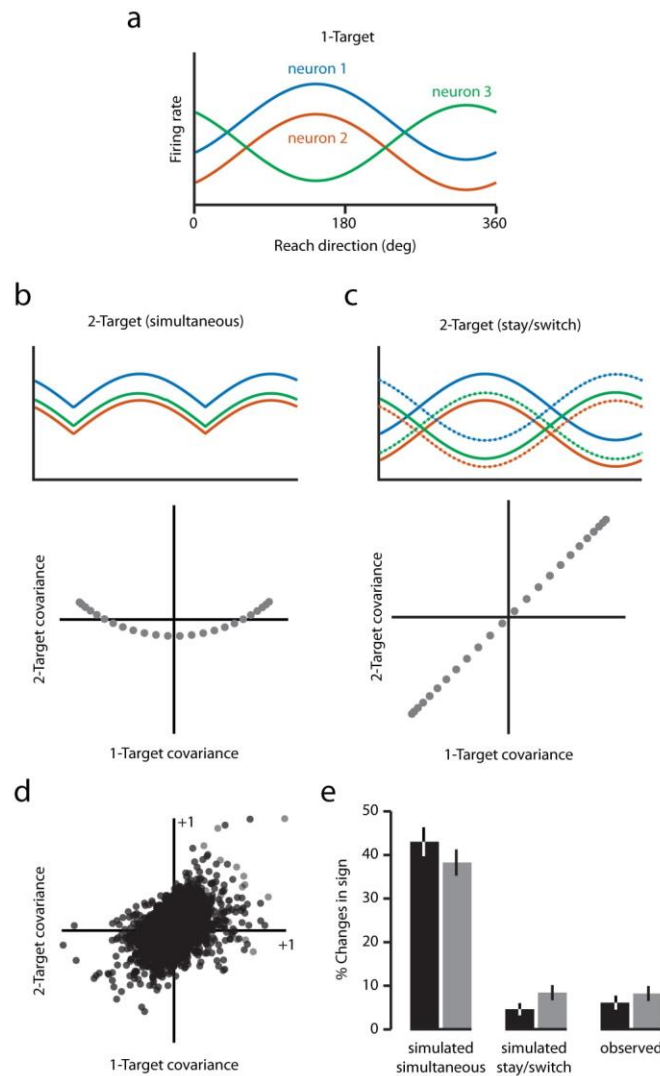 a
1-Target
neuron 1
neuron 3
neuron 2
Firing rate
0
180
360
Reach direction (deg)
b
2-Target (simultaneous)
2-Target covariance
1-Target covariance
c
2-Target (stay/switch)
2-Target covariance
1-Target covariance
d
+1
+1
2-Target covariance
1-Target covariance
e
50
40
30
20
10
0
% Changes in sign
simulated
simultaneous
simulated
stay/switch
observed